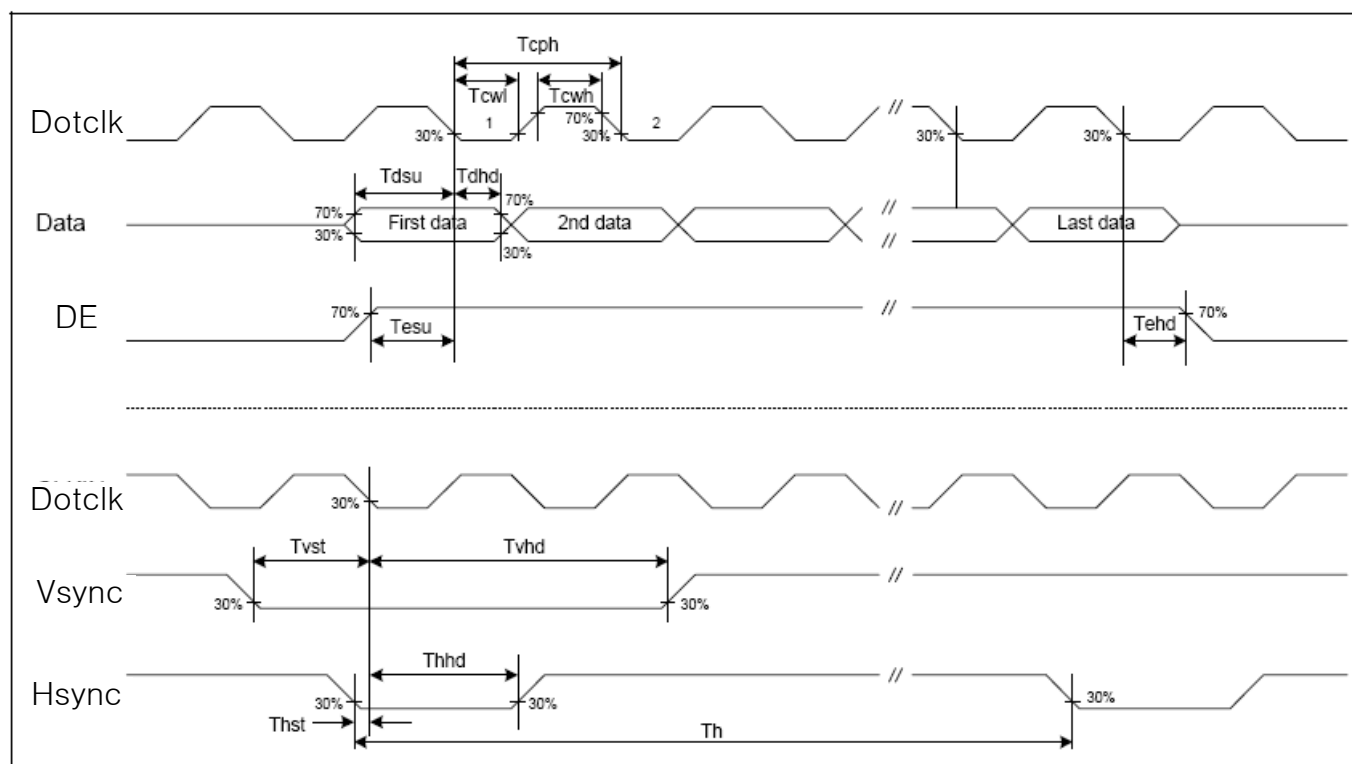 Tcph
Tcwl Tcwh
Dotclk 30% 1 70% 30% 2 // 30% 30%
Tdsu Tdhd
70% 70%
Data First data 2nd data // Last data
30% 30% //
DE 70% // 70%
Tesu Tehd
Dotclk 30% //
Tvst Tvhd
Vsync 30% 30% //
Thhd
Hsync 30% 30% // 30%
Thst Th